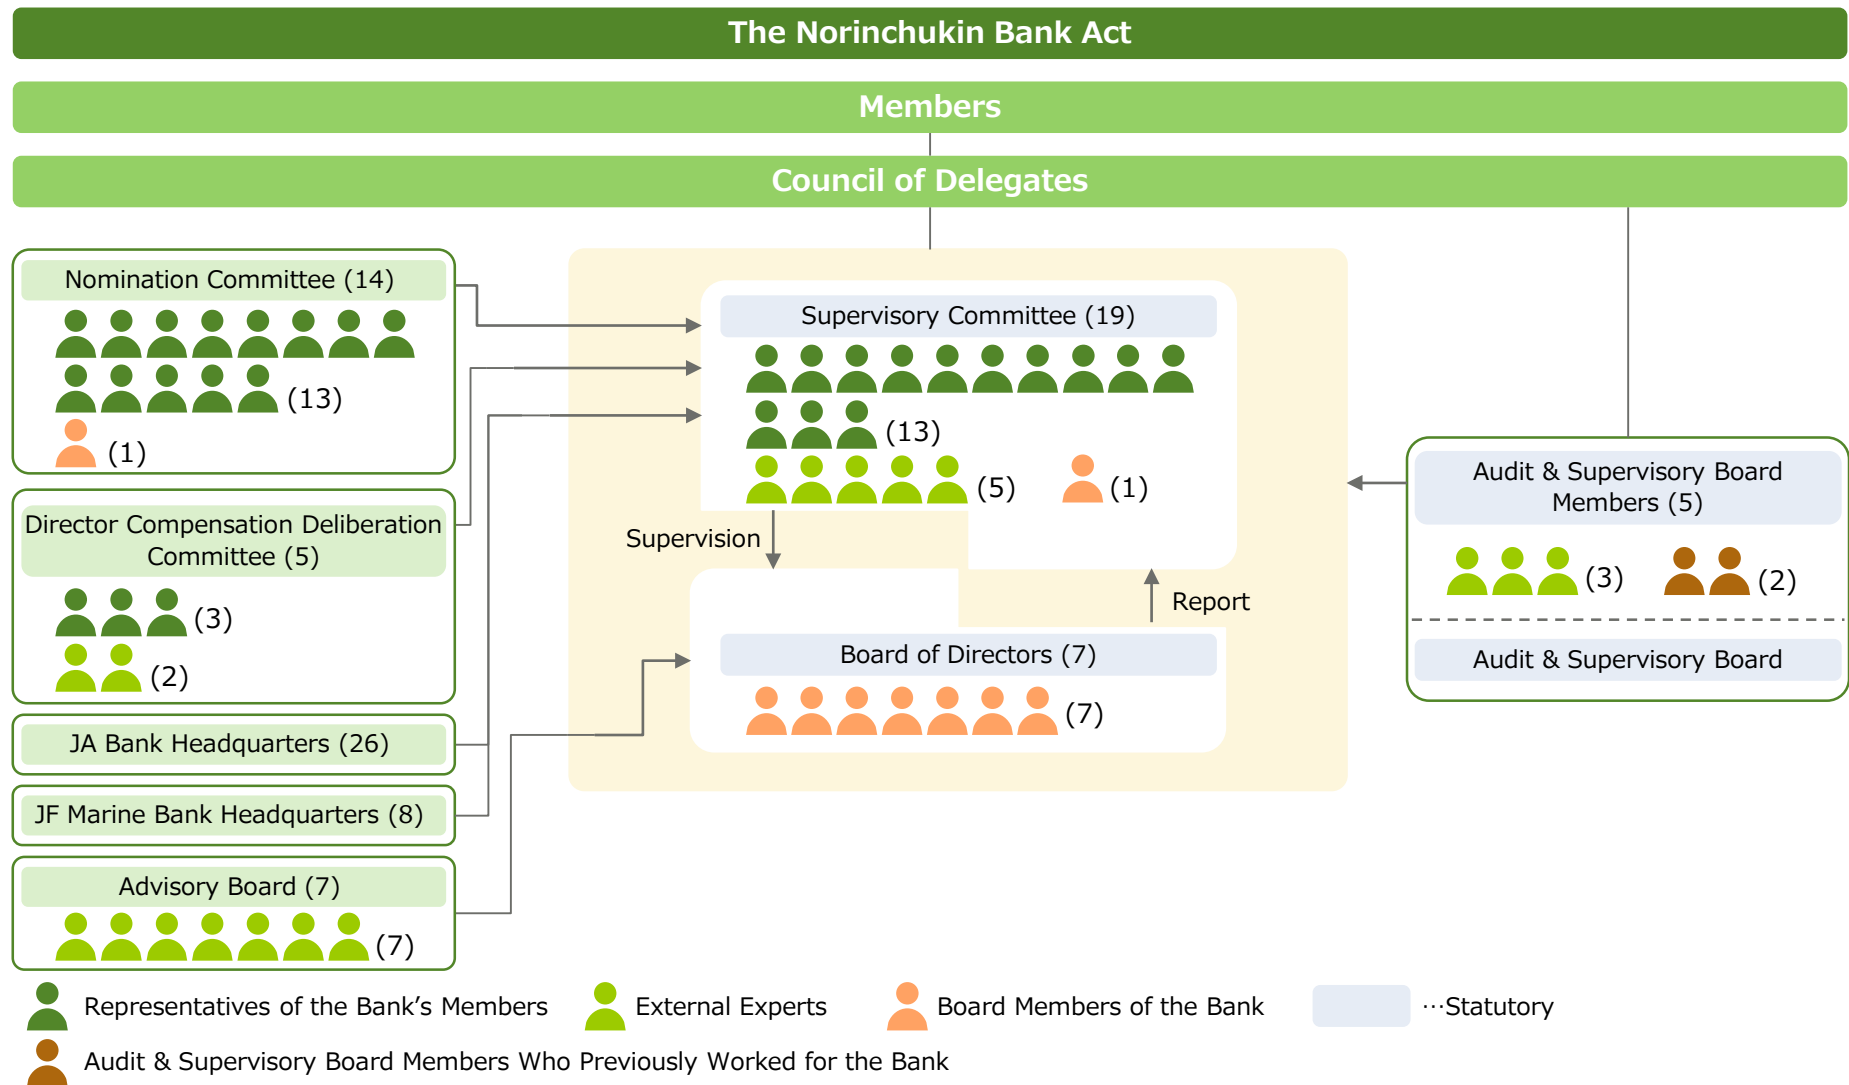 The Norinchukin Bank Act
Members
Council of Delegates
Nomination Committee (14)
(13)
(1)
Director Compensation Deliberation
Committee (5)
(3)
(2)
JA Bank Headquarters (26)
JF Marine Bank Headquarters (8)
Advisory Board (7)
(7)
Supervisory Committee (19)
(13)
(5)
(1)
Supervision
Report
Board of Directors (7)
(7)
Audit & Supervisory Board
Members (5)
(3)
(2)
Audit & Supervisory Board
Representatives of the Bank’s Members
External Experts
Board Members of the Bank
…Statutory
Audit & Supervisory Board Members Who Previously Worked for the Bank